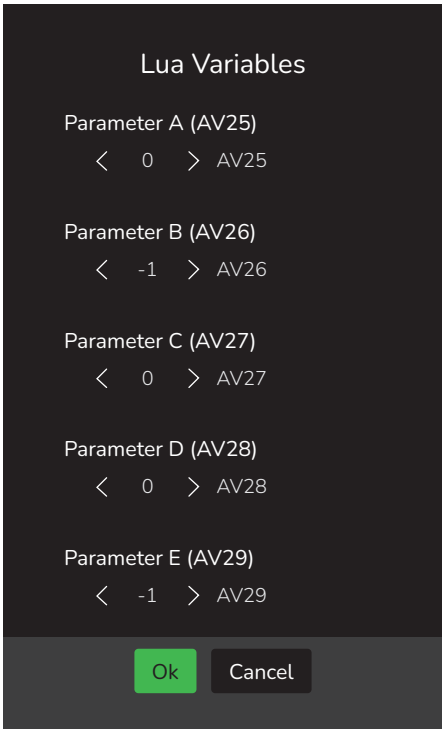 Lua Variables
Parameter A (AV25)
0 AV25
Parameter B (AV26)
-1 AV26
Parameter C (AV27)
0 AV27
Parameter D (AV28)
0 AV28
Parameter E (AV29)
-1 AV29
Ok Cancel